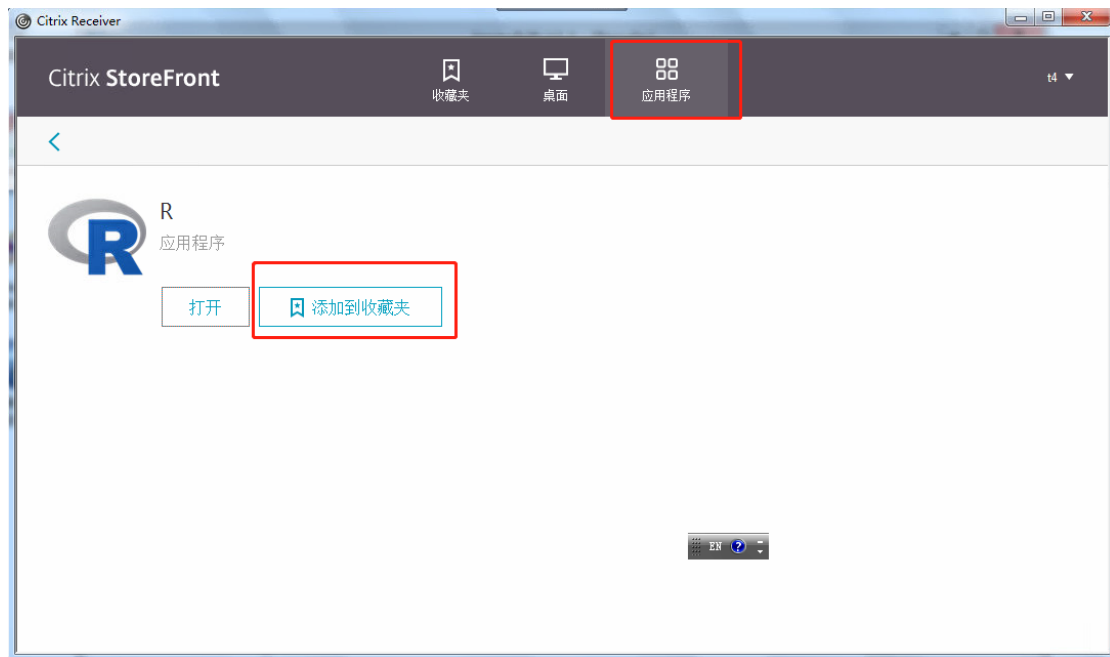 Citrix Receiver
Citrix StoreFront
收藏夹
桌面
应用程序
t4
R
应用程序
打开
添加到收藏夹
EN